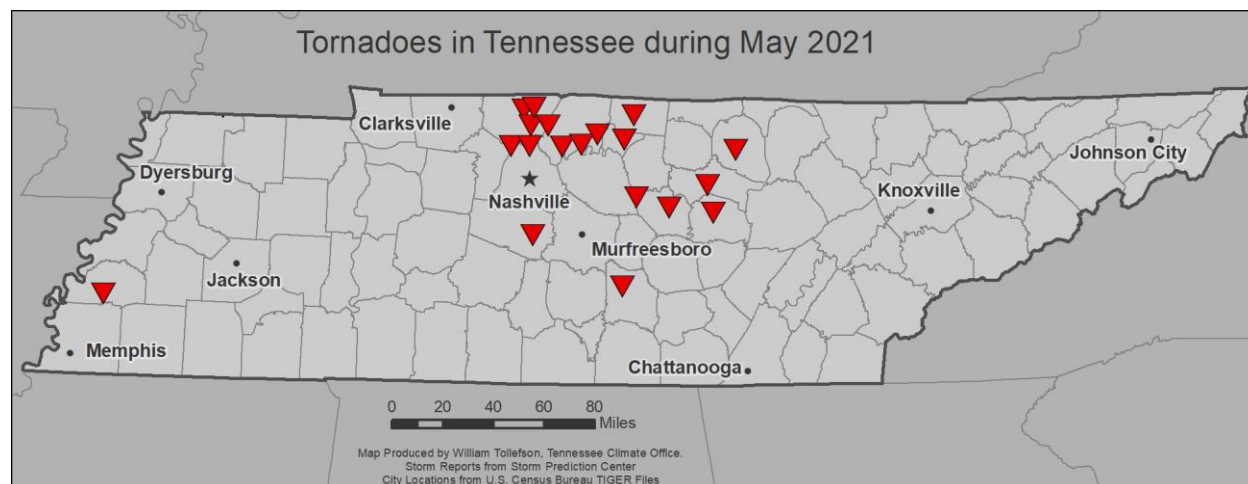 Tornadoes in Tennessee during May 2021
Clarksville
Johnson City
Dyersburg
Nashville
Knoxville
Murfreesboro
Jackson
Memphis
Chattanooga
0 20 40 60 80
Miles
Map Produced by William Tollefson, Tennessee Climate Office.
Storm Reports from Storm Prediction Center
City Locations from U.S. Census Bureau TIGER Files